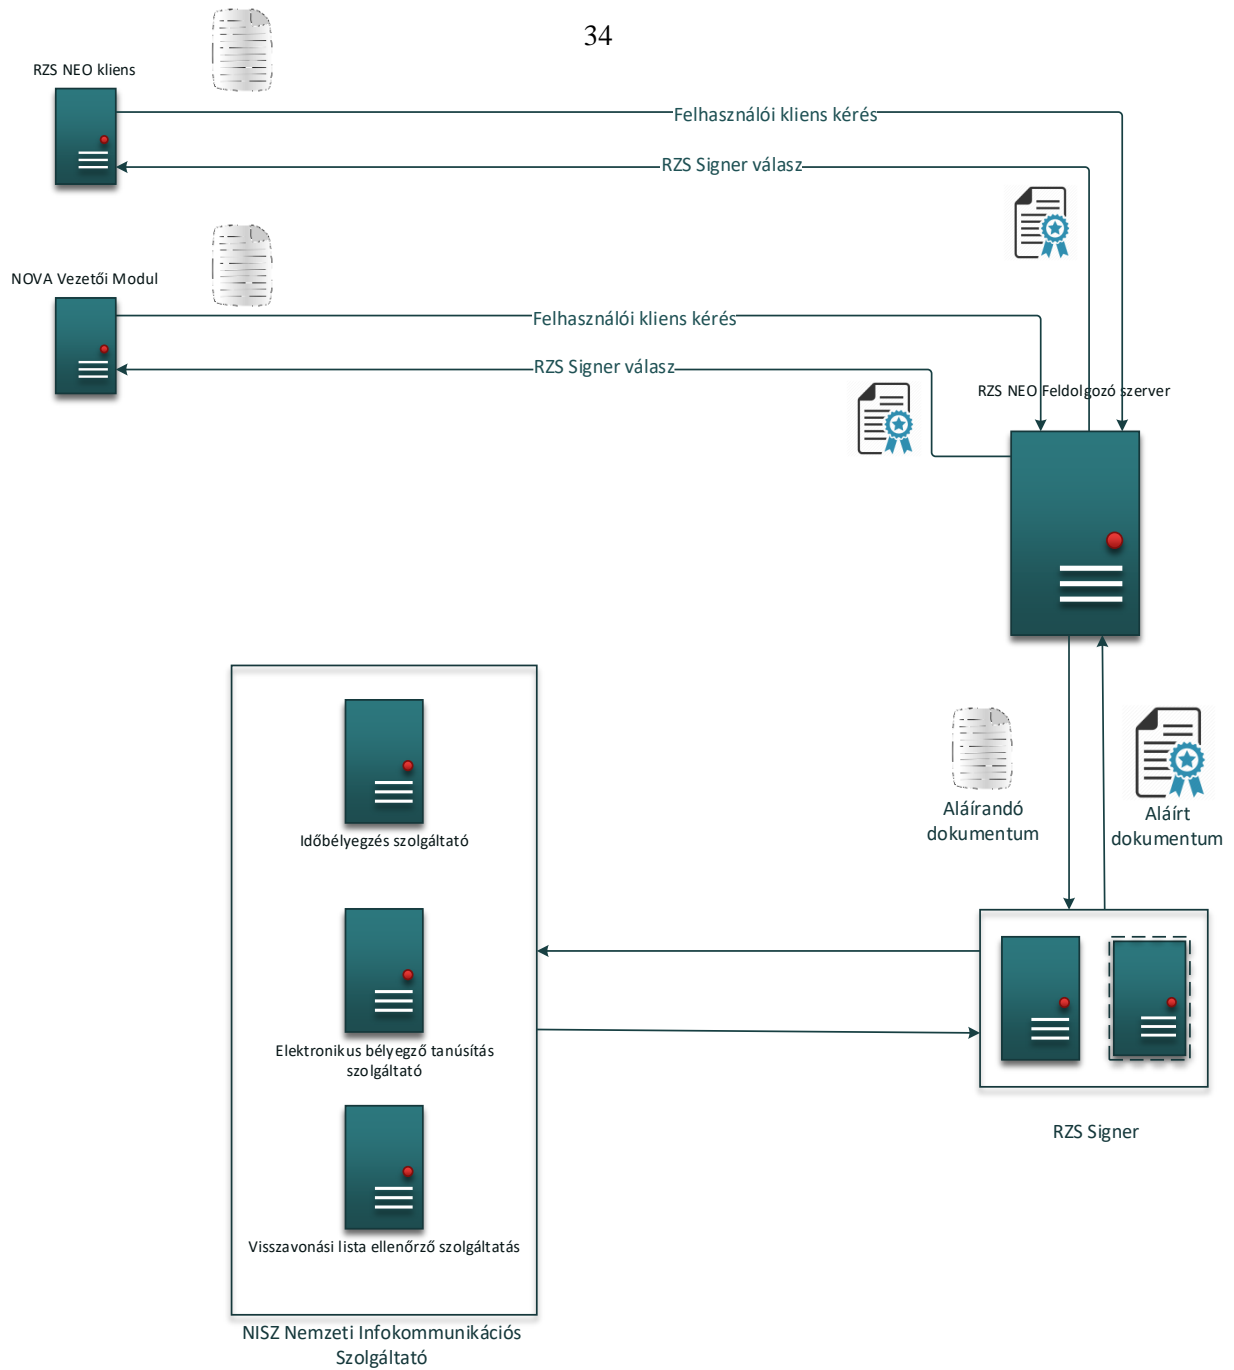 34
RZS NEO kliens
Felhasználói kliens kérés
RZS Signer válasz
NOVA Vezetői Modul
Felhasználói kliens kérés
RZS Signer válasz
RZS NEO Feldolgozó szerver
Aláírandó
dokumentum
Aláírt
dokumentum
Időbélyegzés szolgáltató
Elektronikus bélyegző tanúsítás
szolgáltató
RZS Signer
Visszavonási lista ellenőrző szolgáltatás
NISZ Nemzeti Infokommunikációs
Szolgáltató